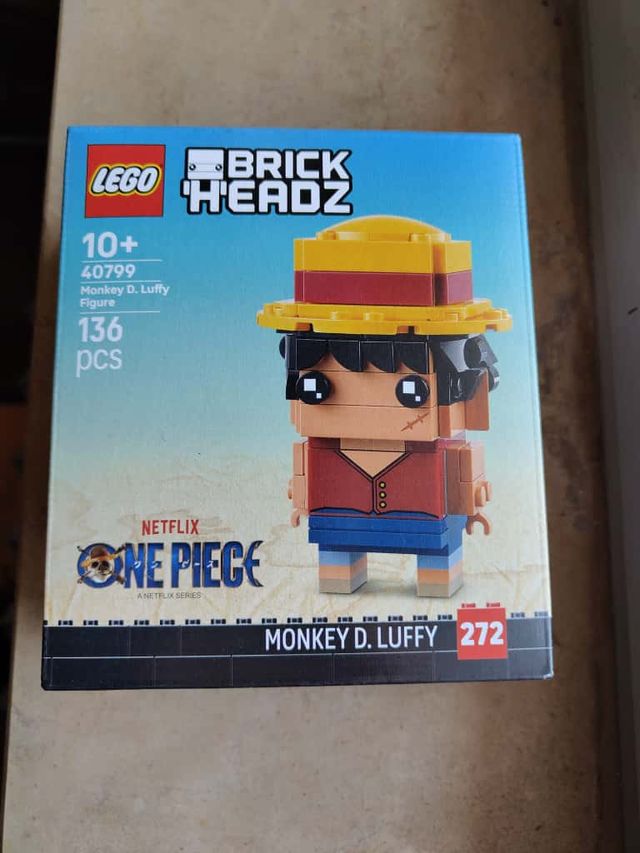 LEGO
BRICK
HEADZ
10+
40799
Monkey D. Luffy
Figure
136
pcs
NETFLIX
ONE PIECE
A NETFLIX SERIES
MONKEY D. LUFFY
272